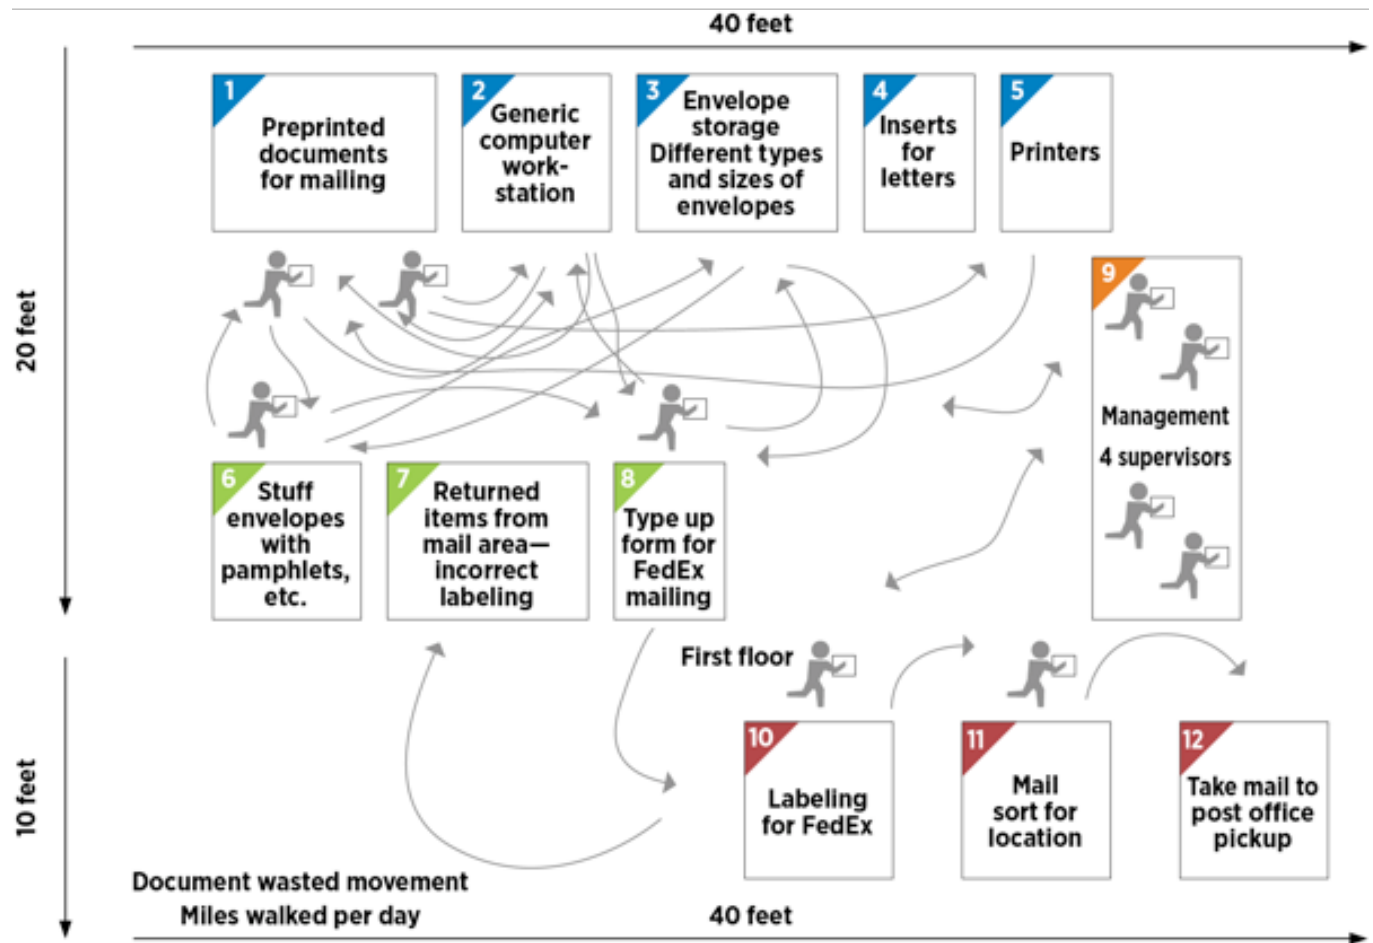 40 feet
1
Preprinted
documents
for mailing
2
Generic
computer
work-
station
3
Envelope
storage
Different types
and sizes of
envelopes
4
Inserts
for
letters
5
Printers
20 feet
9
Management
4 supervisors
6
Stuff
envelopes
with
pamphlets,
etc.
7
Returned
items from
mail area—
incorrect
labeling
8
Type up
form for
FedEx
mailing
First floor
10 feet
10
Labeling
for FedEx
11
Mail
sort for
location
12
Take mail to
post office
pickup
Document wasted movement
Miles walked per day
40 feet